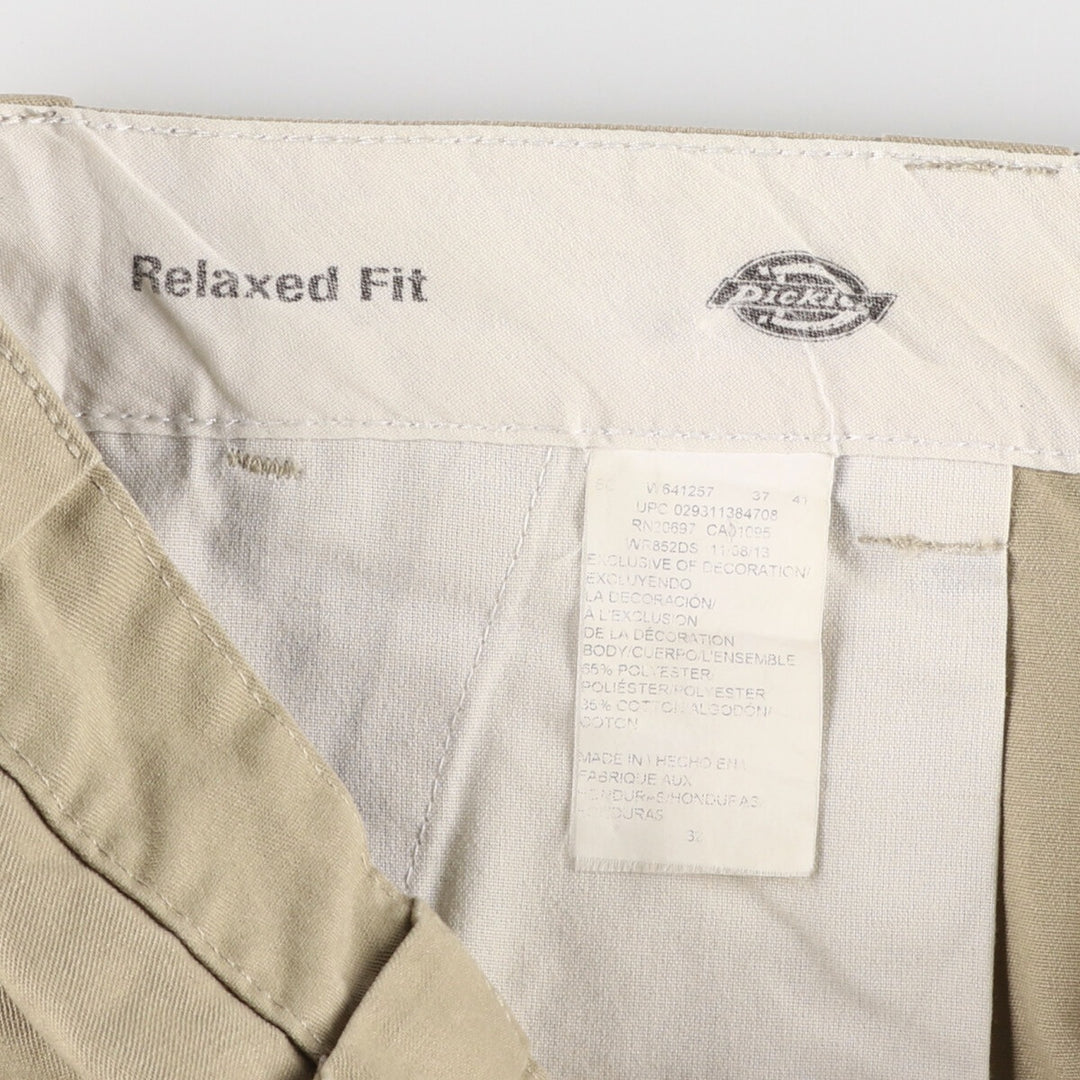 Relaxed Fit
Dickies
W641257 37 41
UPC 029311384708
RN20697 CA01095
WR852DS 11/08/13
EXCLUSIVE OF DECORATION/
EXCLUYENDO
LA DECORACIÓN/
A L'EXCLUSION
DE LA DÉCORATION
BODY/CUERPO/L'ENSEMBLE
65% POLYESTER/
POLIÉSTER/POLYESTER
35% COTTON/ALGODÓN/
COTON
MADE IN \ HECHO EN \
FABRIQUE AUX
HONDURAS/HONDURAS/
HONDURAS